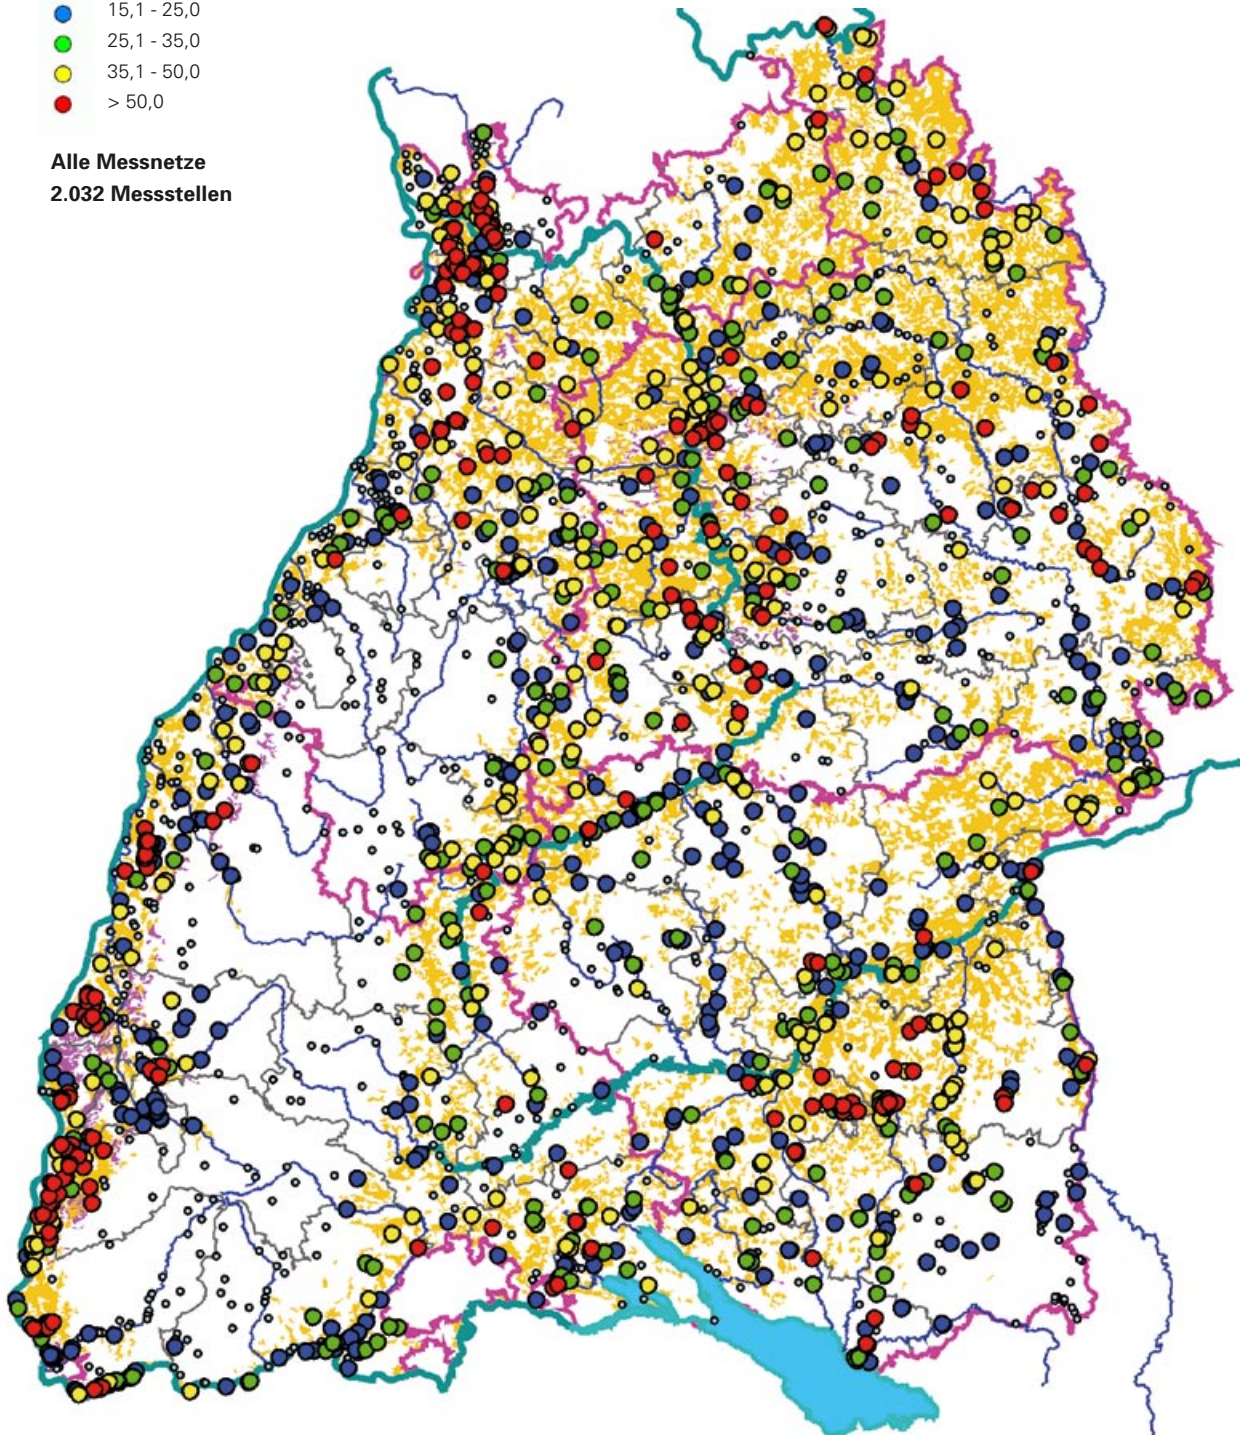 15,1 - 25,0
25,1 - 35,0
35,1 - 50,0
> 50,0
Alle Messnetze
2.032 Messstellen